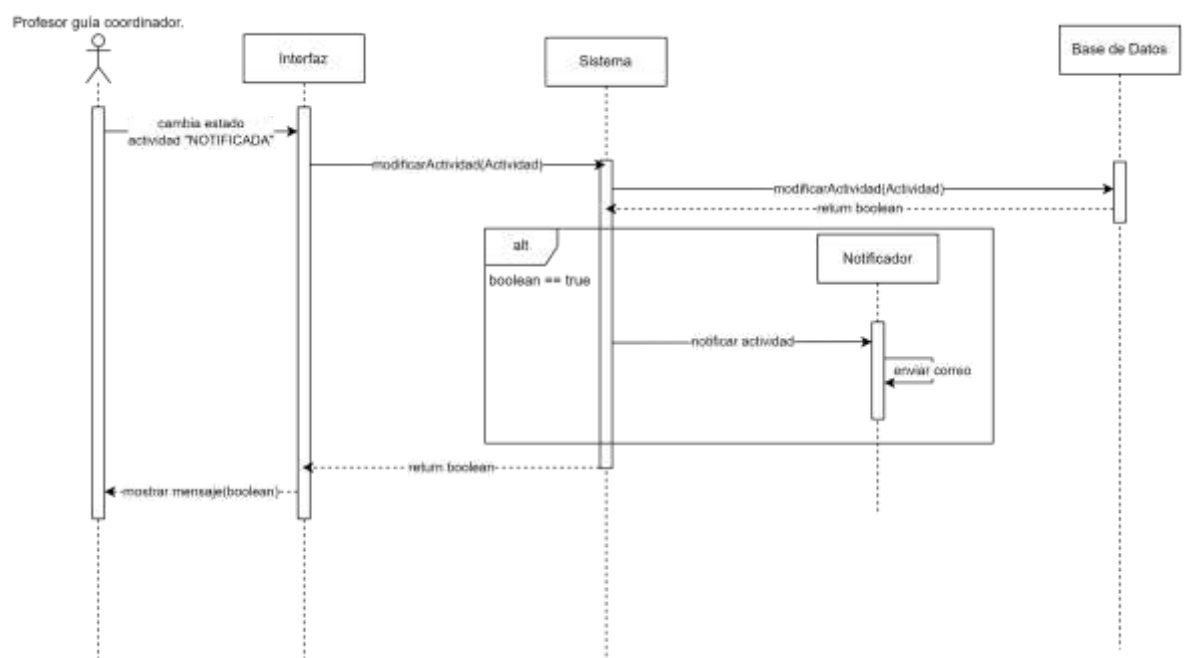 Profesor guía coordinador.
Interfaz
Sistema
Base de Datos
cambia estado
actividad "NOTIFICADA"
modificarActividad(Actividad)
modificarActividad(Actividad)
return boolean
alt
Notificador
boolean == true
notificar actividad
enviar correo
return boolean
mostrar mensaje(boolean)